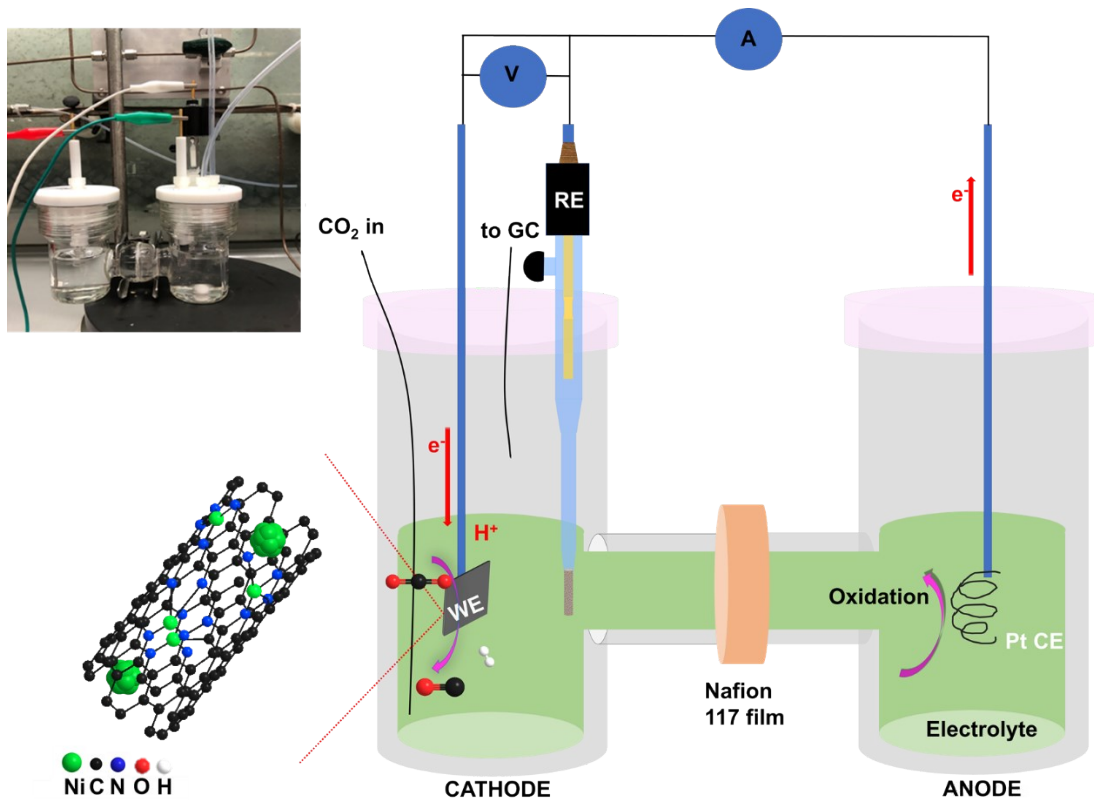 A
V
RE
CO₂ in
to GC
e⁻
e⁻
H⁺
WE
Oxidation
Pt CE
Nafion
117 film
Electrolyte
Ni C N O H
CATHODE
ANODE